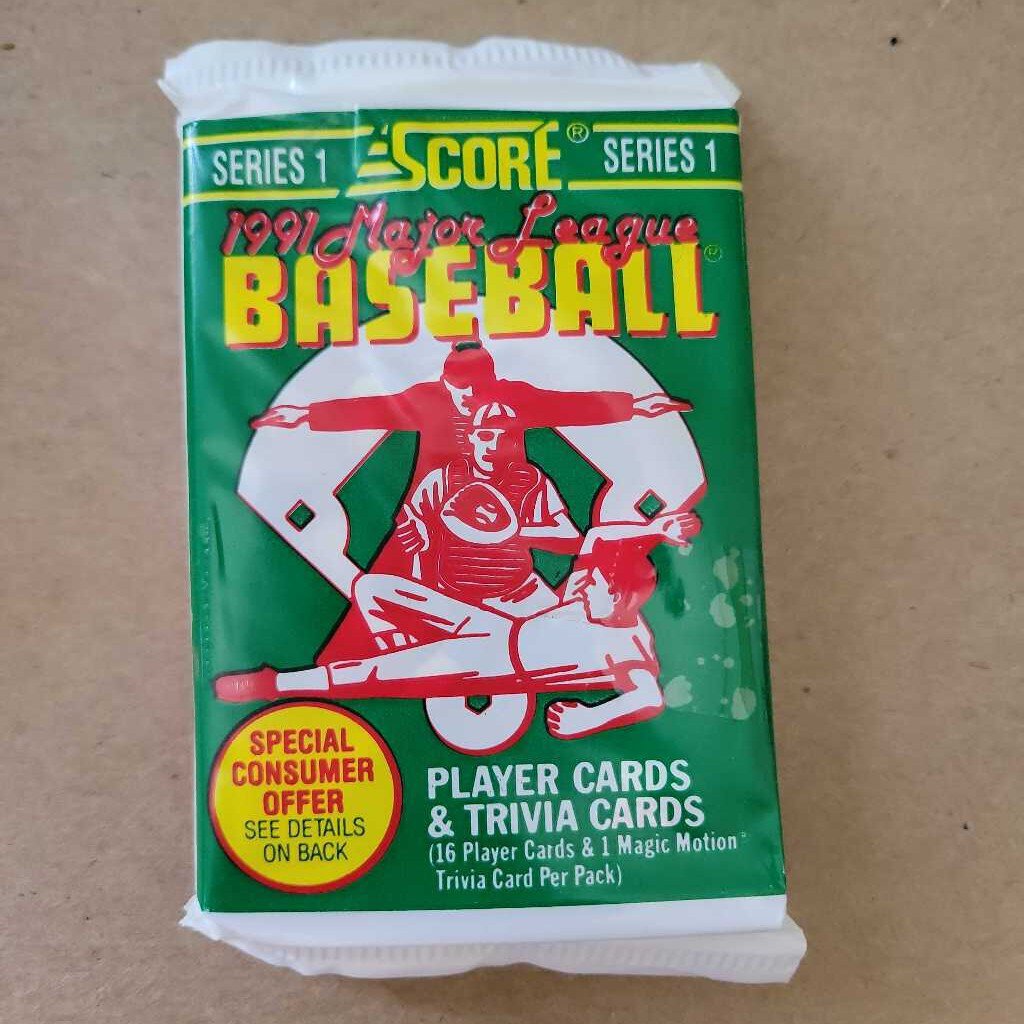 SERIES 1 SCORE® SERIES 1
1991 Major League
BASEBALL®
SPECIAL
CONSUMER
OFFER
SEE DETAILS
ON BACK
PLAYER CARDS
& TRIVIA CARDS
(16 Player Cards & 1 Magic Motion
Trivia Card Per Pack)